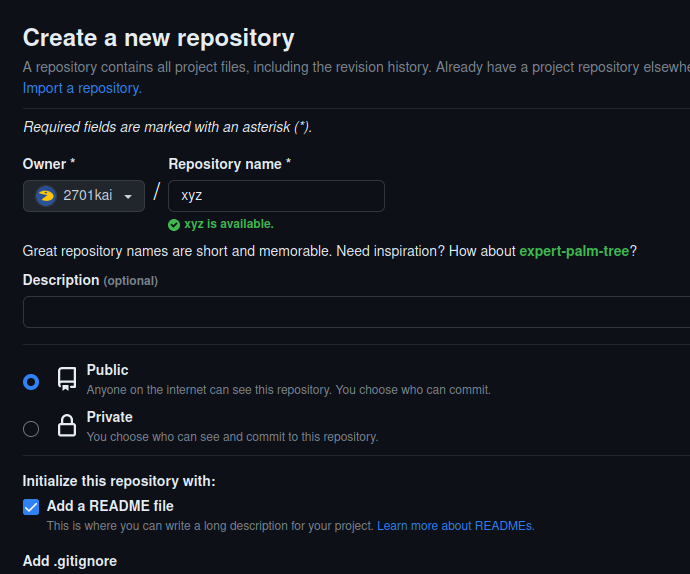 Create a new repository
A repository contains all project files, including the revision history. Already have a project repository
Import a repository.
Required fields are marked with an asterisk (*).
Owner *
Repository name *
2701kai
/
xyz
xyz is available.
Great repository names are short and memorable. Need inspiration? How about expert-palm-tree?
Description (optional)
Public
Anyone on the internet can see this repository. You choose who can commit.
Private
You choose who can see and commit to this repository.
Initialize this repository with:
Add a README file
This is where you can write a long description for your project. Learn more about READMEs.
Add .gitignore